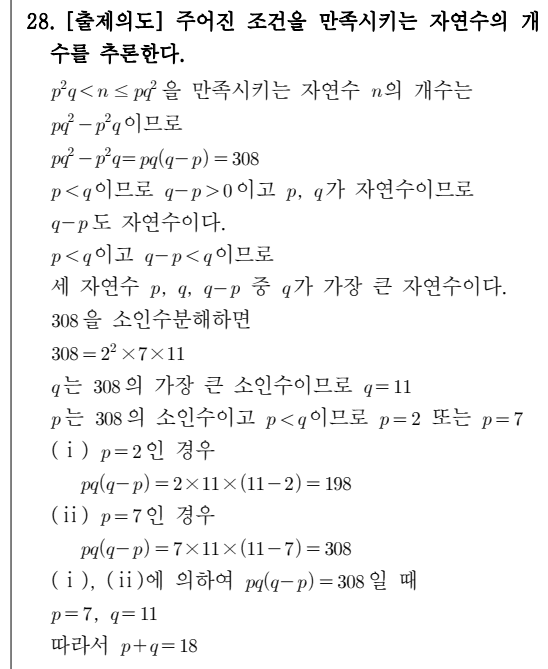 28. [출제의도] 주어진 조건을 만족시키는 자연수의 개
수를 추론한다.
p²q<n≤pq²을 만족시키는 자연수 n의 개수는
pq²-p²q이므로
pq²-p²q=pq(q-p)=308
p<q이므로 q-p>0이고 p, q가 자연수이므로
q-p도 자연수이다.
p<q이고 q-p<q이므로
세 자연수 p, q, q-p 중 q가 가장 큰 자연수이다.
308을 소인수분해하면
308=2²×7×11
q는 308의 가장 큰 소인수이므로 q=11
p는 308의 소인수이고 p<q이므로 p=2 또는 p=7
(ⅰ) p=2인 경우
pq(q-p)=2×11×(11-2)=198
(ⅱ) p=7인 경우
pq(q-p)=7×11×(11-7)=308
(ⅰ), (ⅱ)에 의하여 pq(q-p)=308일 때
p=7, q=11
따라서 p+q=18